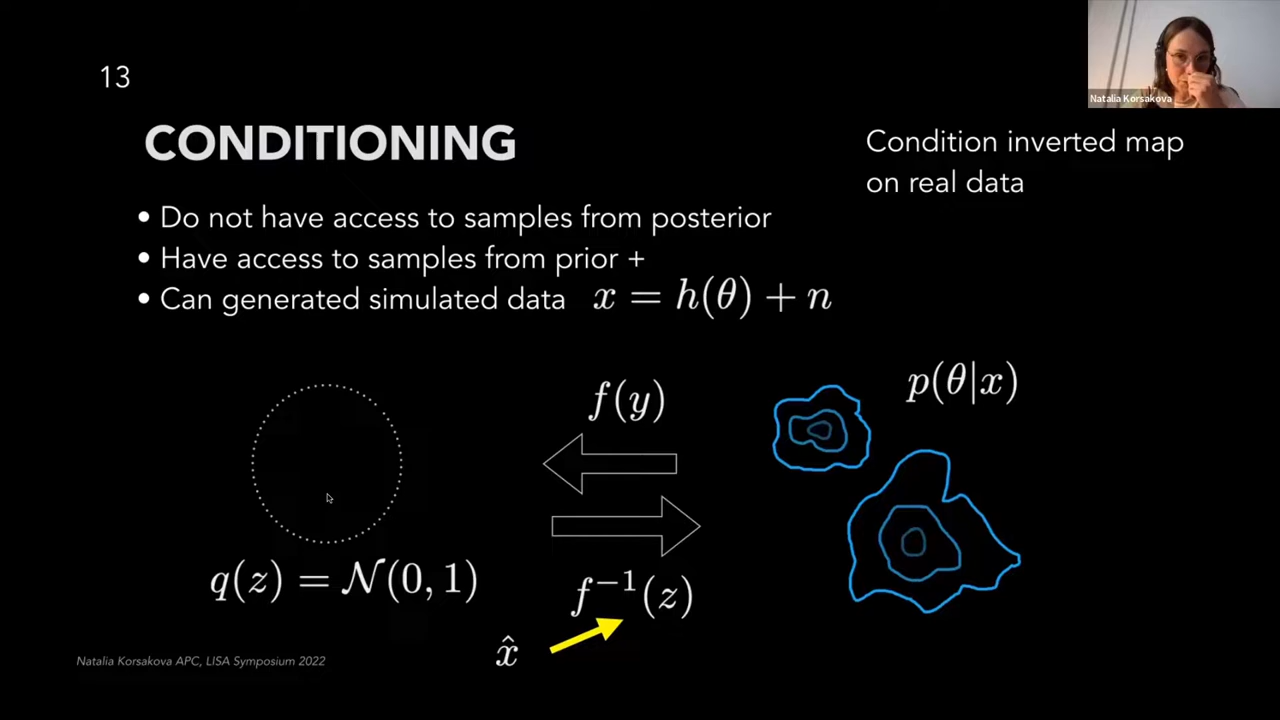 13
Natalia Korsakova
CONDITIONING
Condition inverted map
on real data
• Do not have access to samples from posterior
• Have access to samples from prior +
• Can generated simulated data x = h(θ) + n
f(y)
p(θ|x)
q(z) = 𝒩(0, 1)
f⁻¹(z)
x̂
Natalia Korsakova APC, LISA Symposium 2022